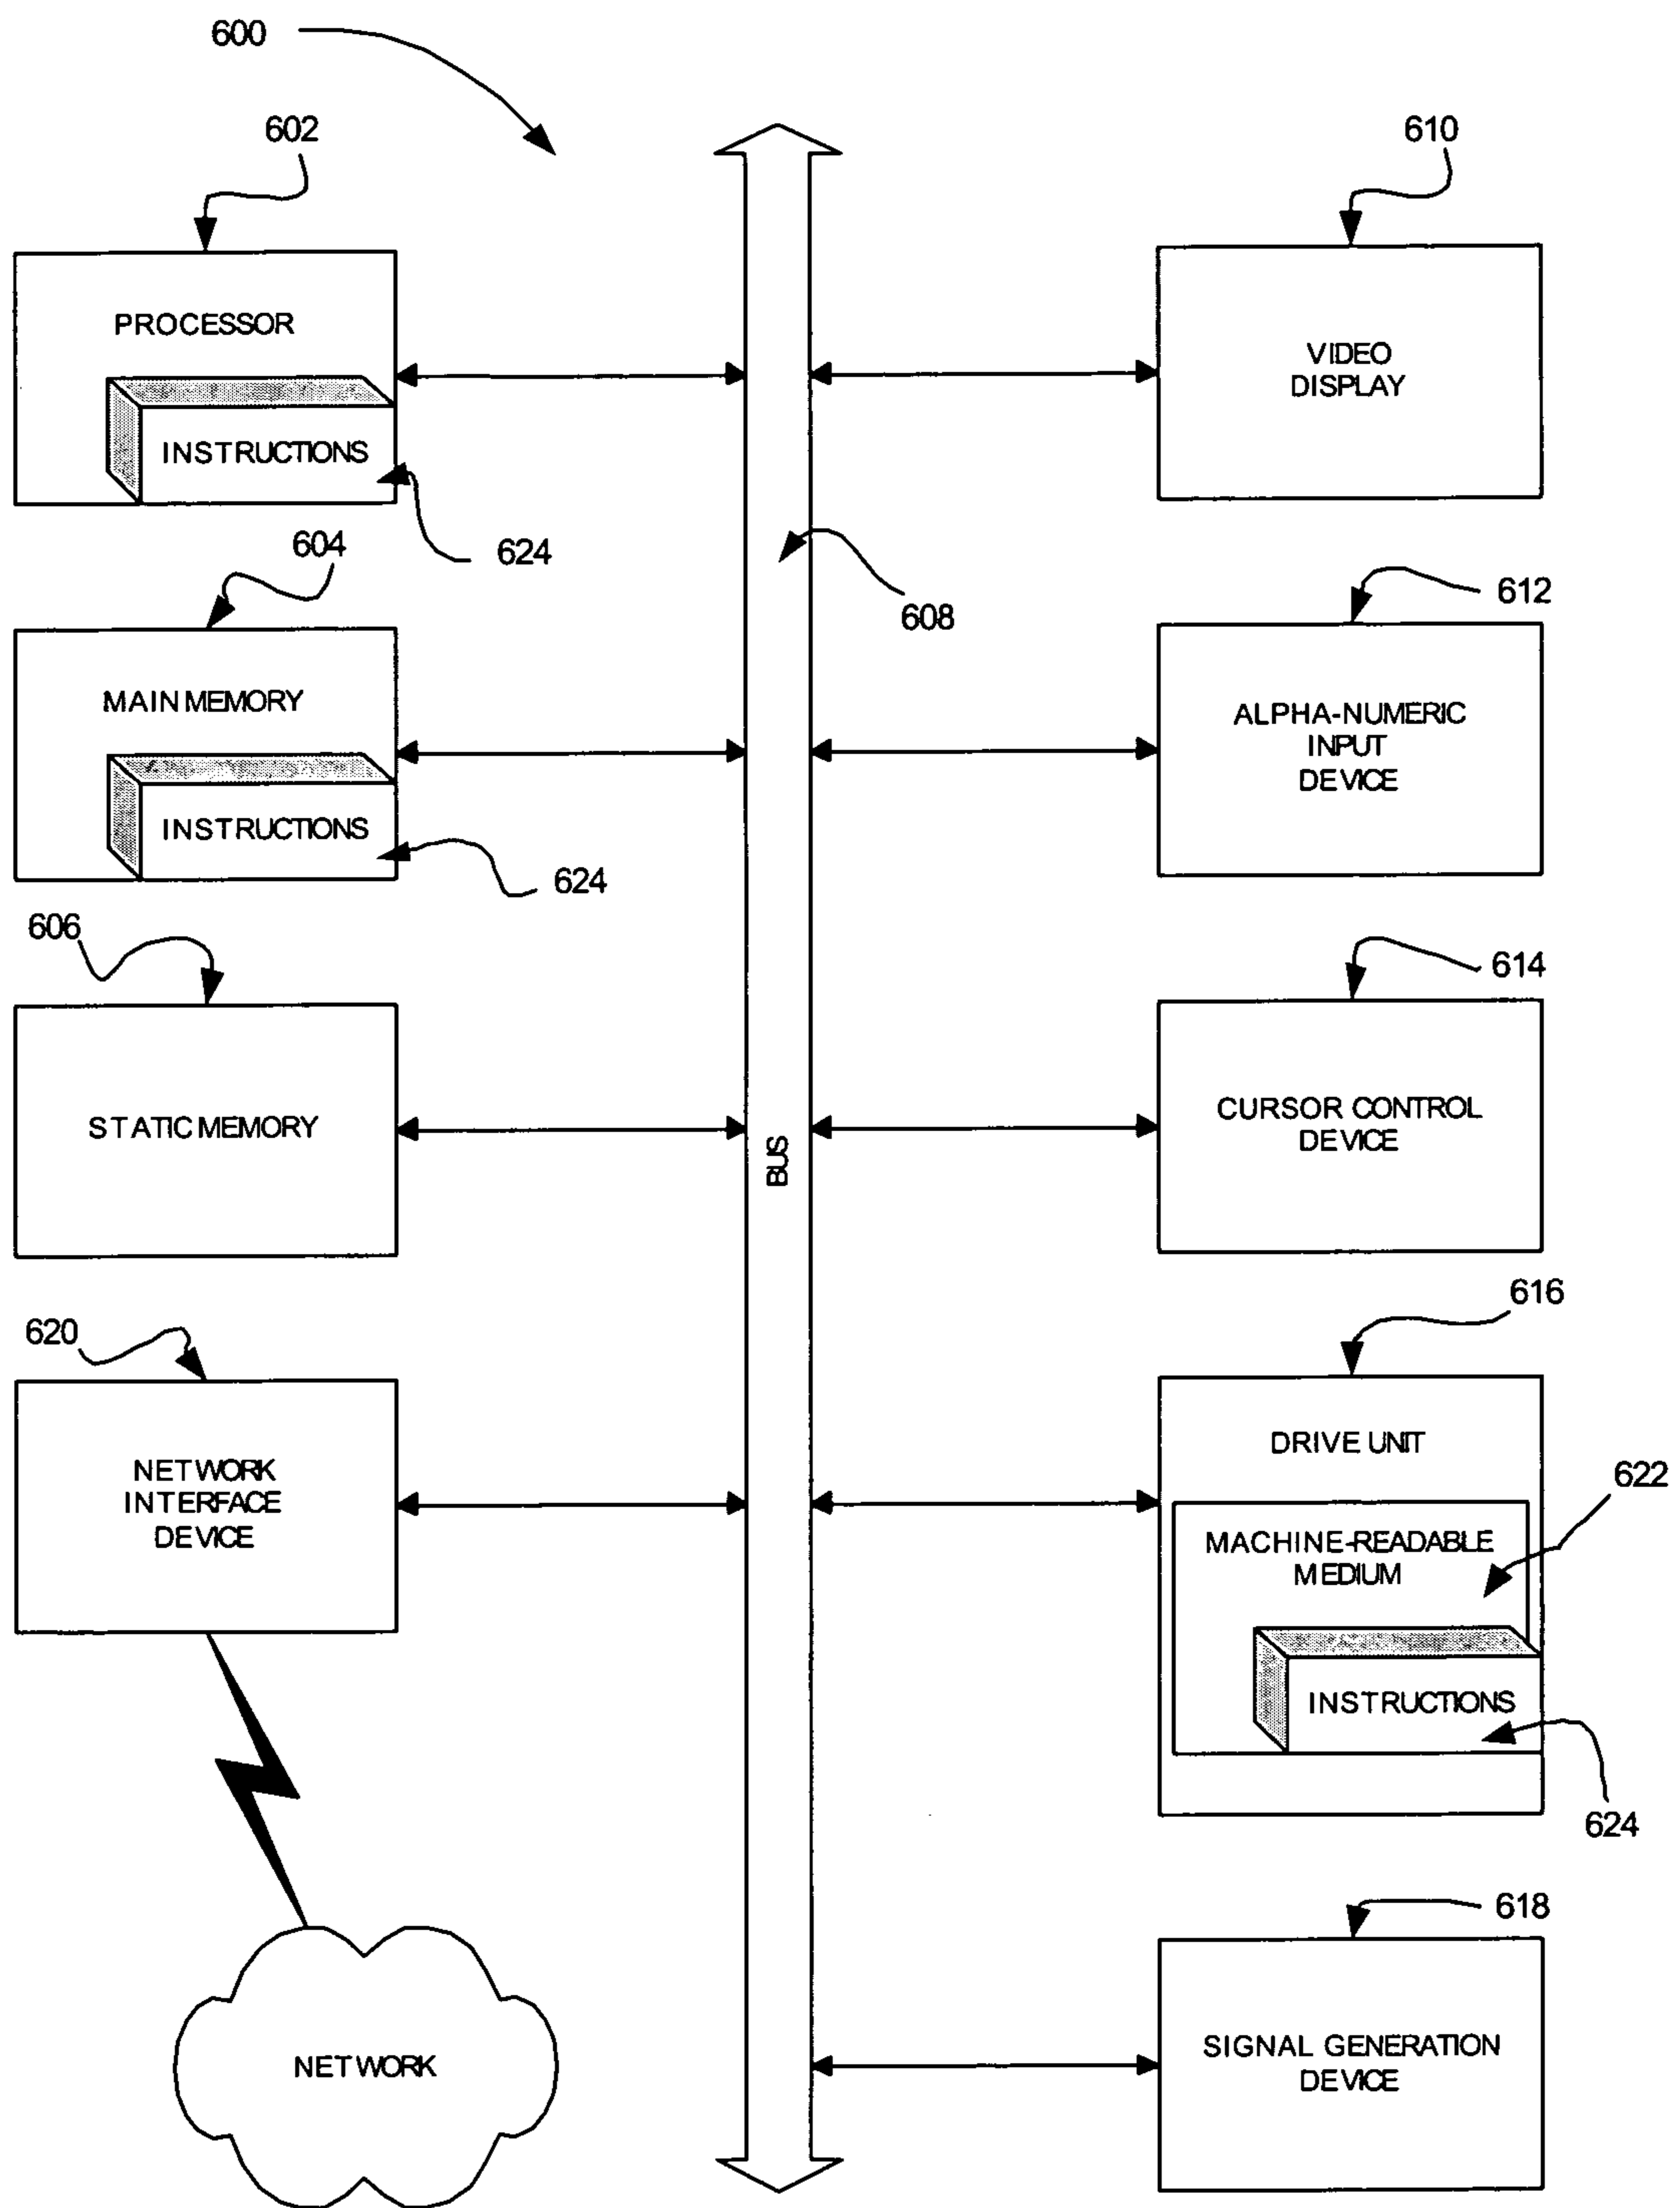 600
602
PROCESSOR
INSTRUCTIONS
624
604
MAIN MEMORY
INSTRUCTIONS
624
606
STATIC MEMORY
620
NETWORK
INTERFACE
DEVICE
NETWORK
608
BUS
610
VIDEO
DISPLAY
612
ALPHA-NUMERIC
INPUT
DEVICE
614
CURSOR CONTROL
DEVICE
616
DRIVE UNIT
622
MACHINE-READABLE
MEDIUM
INSTRUCTIONS
624
618
SIGNAL GENERATION
DEVICE